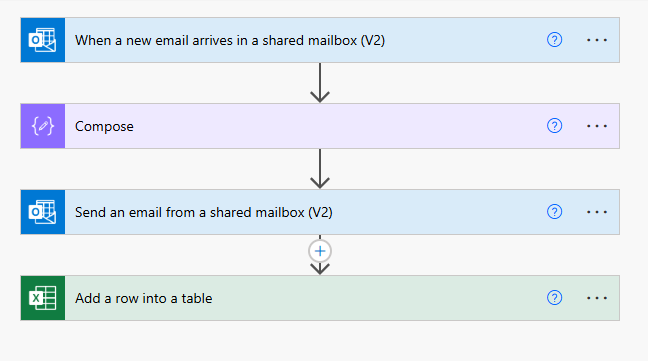 When a new email arrives in a shared mailbox (V2)
Compose
Send an email from a shared mailbox (V2)
Add a row into a table